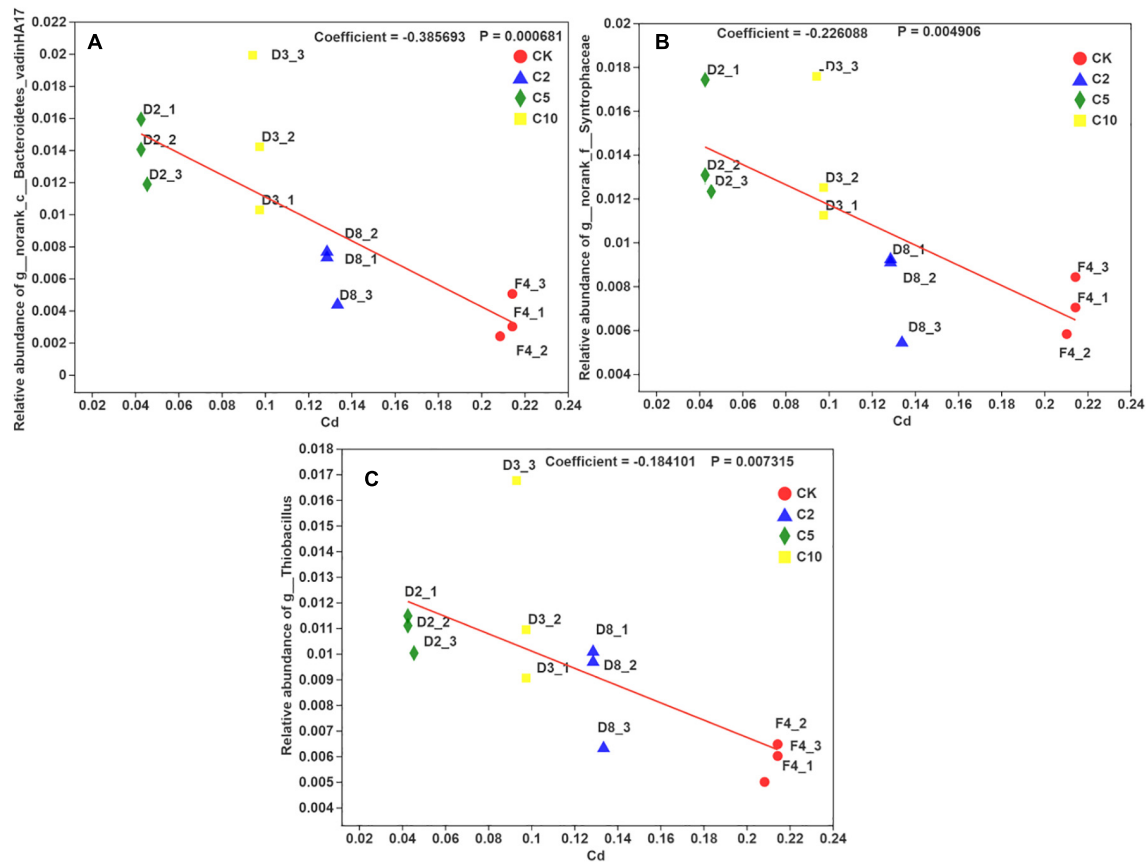 A
Coefficient = -0.385693 P = 0.000681
CK
C2
C5
C10
Relative abundance of g__norank_c__Bacteroidetes_vadinHA17
0.022
0.02
0.018
0.016
0.014
0.012
0.01
0.008
0.006
0.004
0.002
0
D3_3
D2_1
D2_2
D3_2
D2_3
D3_1
D8_2
D8_1
D8_3
F4_3
F4_1
F4_2
0.02 0.04 0.06 0.08 0.1 0.12 0.14 0.16 0.18 0.2 0.22 0.24
Cd
B
Coefficient = -0.226088 P = 0.004906
CK
C2
C5
C10
Relative abundance of g__norank_f__Syntrophaceae
0.02
0.018
0.016
0.014
0.012
0.01
0.008
0.006
0.004
D2_1
D3_3
D2_2
D2_3
D3_2
D3_1
D8_1
D8_2
D8_3
F4_3
F4_1
F4_2
0.02 0.04 0.06 0.08 0.1 0.12 0.14 0.16 0.18 0.2 0.22 0.24
Cd
C
Coefficient = -0.184101 P = 0.007315
CK
C2
C5
C10
Relative abundance of g__Thiobacillus
0.018
0.017
0.016
0.015
0.014
0.013
0.012
0.011
0.01
0.009
0.008
0.007
0.006
0.005
0.004
D3_3
D2_1
D2_2
D2_3
D3_2
D3_1
D8_1
D8_2
D8_3
F4_2
F4_3
F4_1
0.02 0.04 0.06 0.08 0.1 0.12 0.14 0.16 0.18 0.2 0.22 0.24
Cd